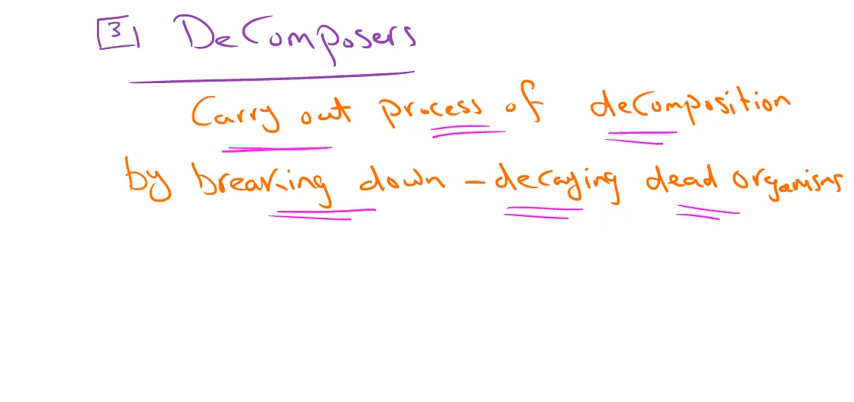 3 DeComposers
Carry out process of decomposition
by breaking down - decaying dead organisms